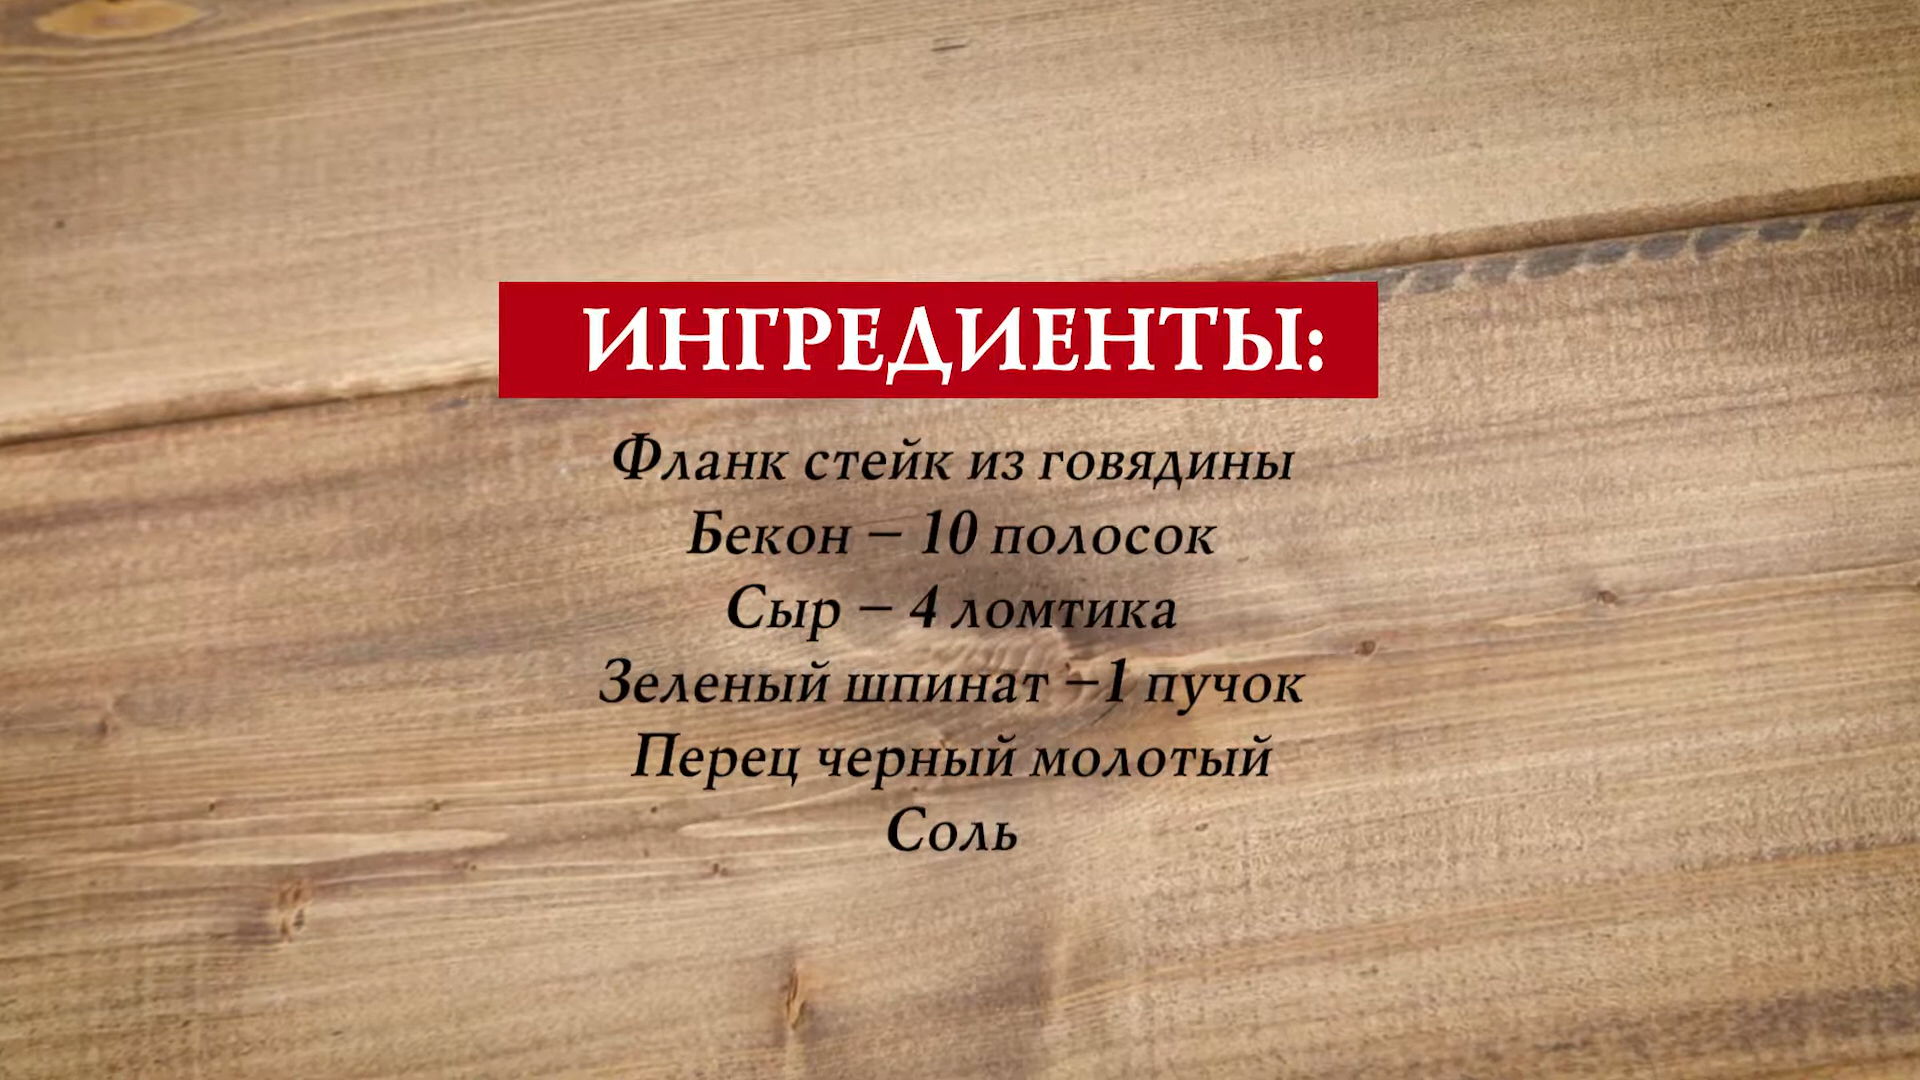 ИНГРЕДИЕНТЫ:
Фланк стейк из говядины
Бекон – 10 полосок
Сыр – 4 ломтика
Зеленый шпинат –1 пучок
Перец черный молотый
Соль